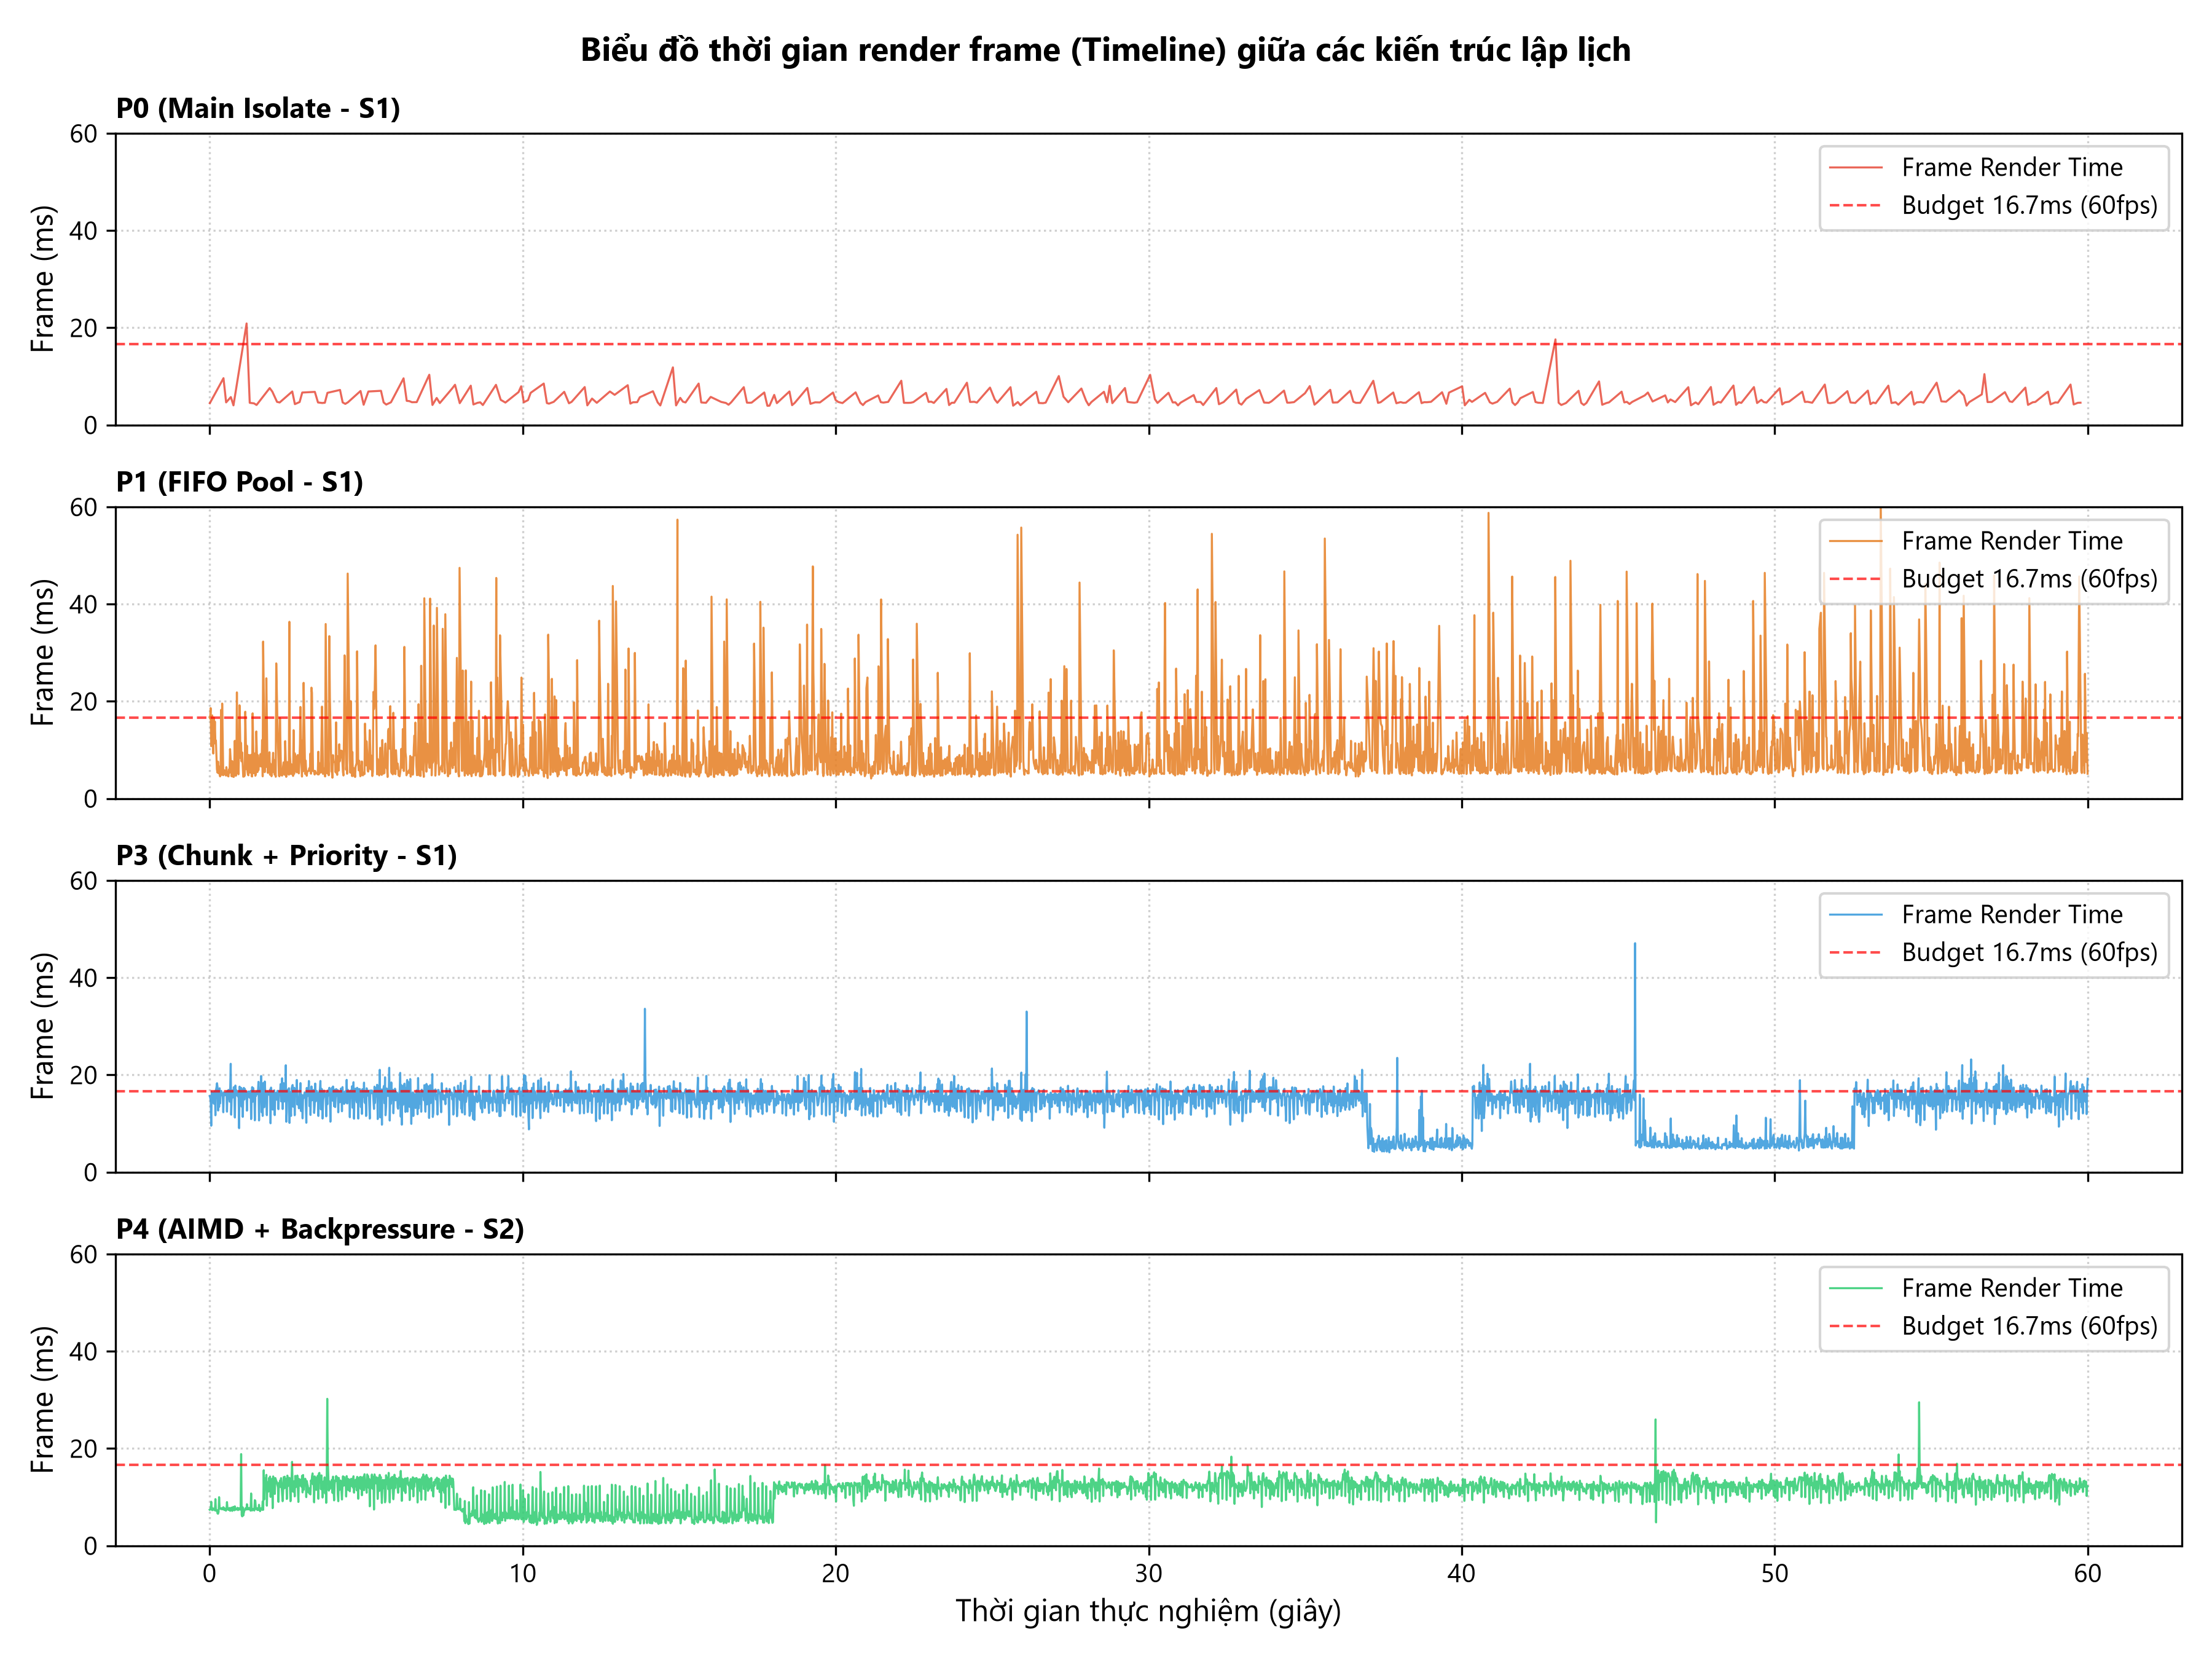 Biểu đồ thời gian render frame (Timeline) giữa các kiến trúc lập lịch
P0 (Main Isolate - S1)
60
40
20
0
Frame (ms)
Frame Render Time
Budget 16.7ms (60fps)
P1 (FIFO Pool - S1)
60
40
20
0
Frame (ms)
Frame Render Time
Budget 16.7ms (60fps)
P3 (Chunk + Priority - S1)
60
40
20
0
Frame (ms)
Frame Render Time
Budget 16.7ms (60fps)
P4 (AIMD + Backpressure - S2)
60
40
20
0
Frame (ms)
Frame Render Time
Budget 16.7ms (60fps)
0 10 20 30 40 50 60
Thời gian thực nghiệm (giây)